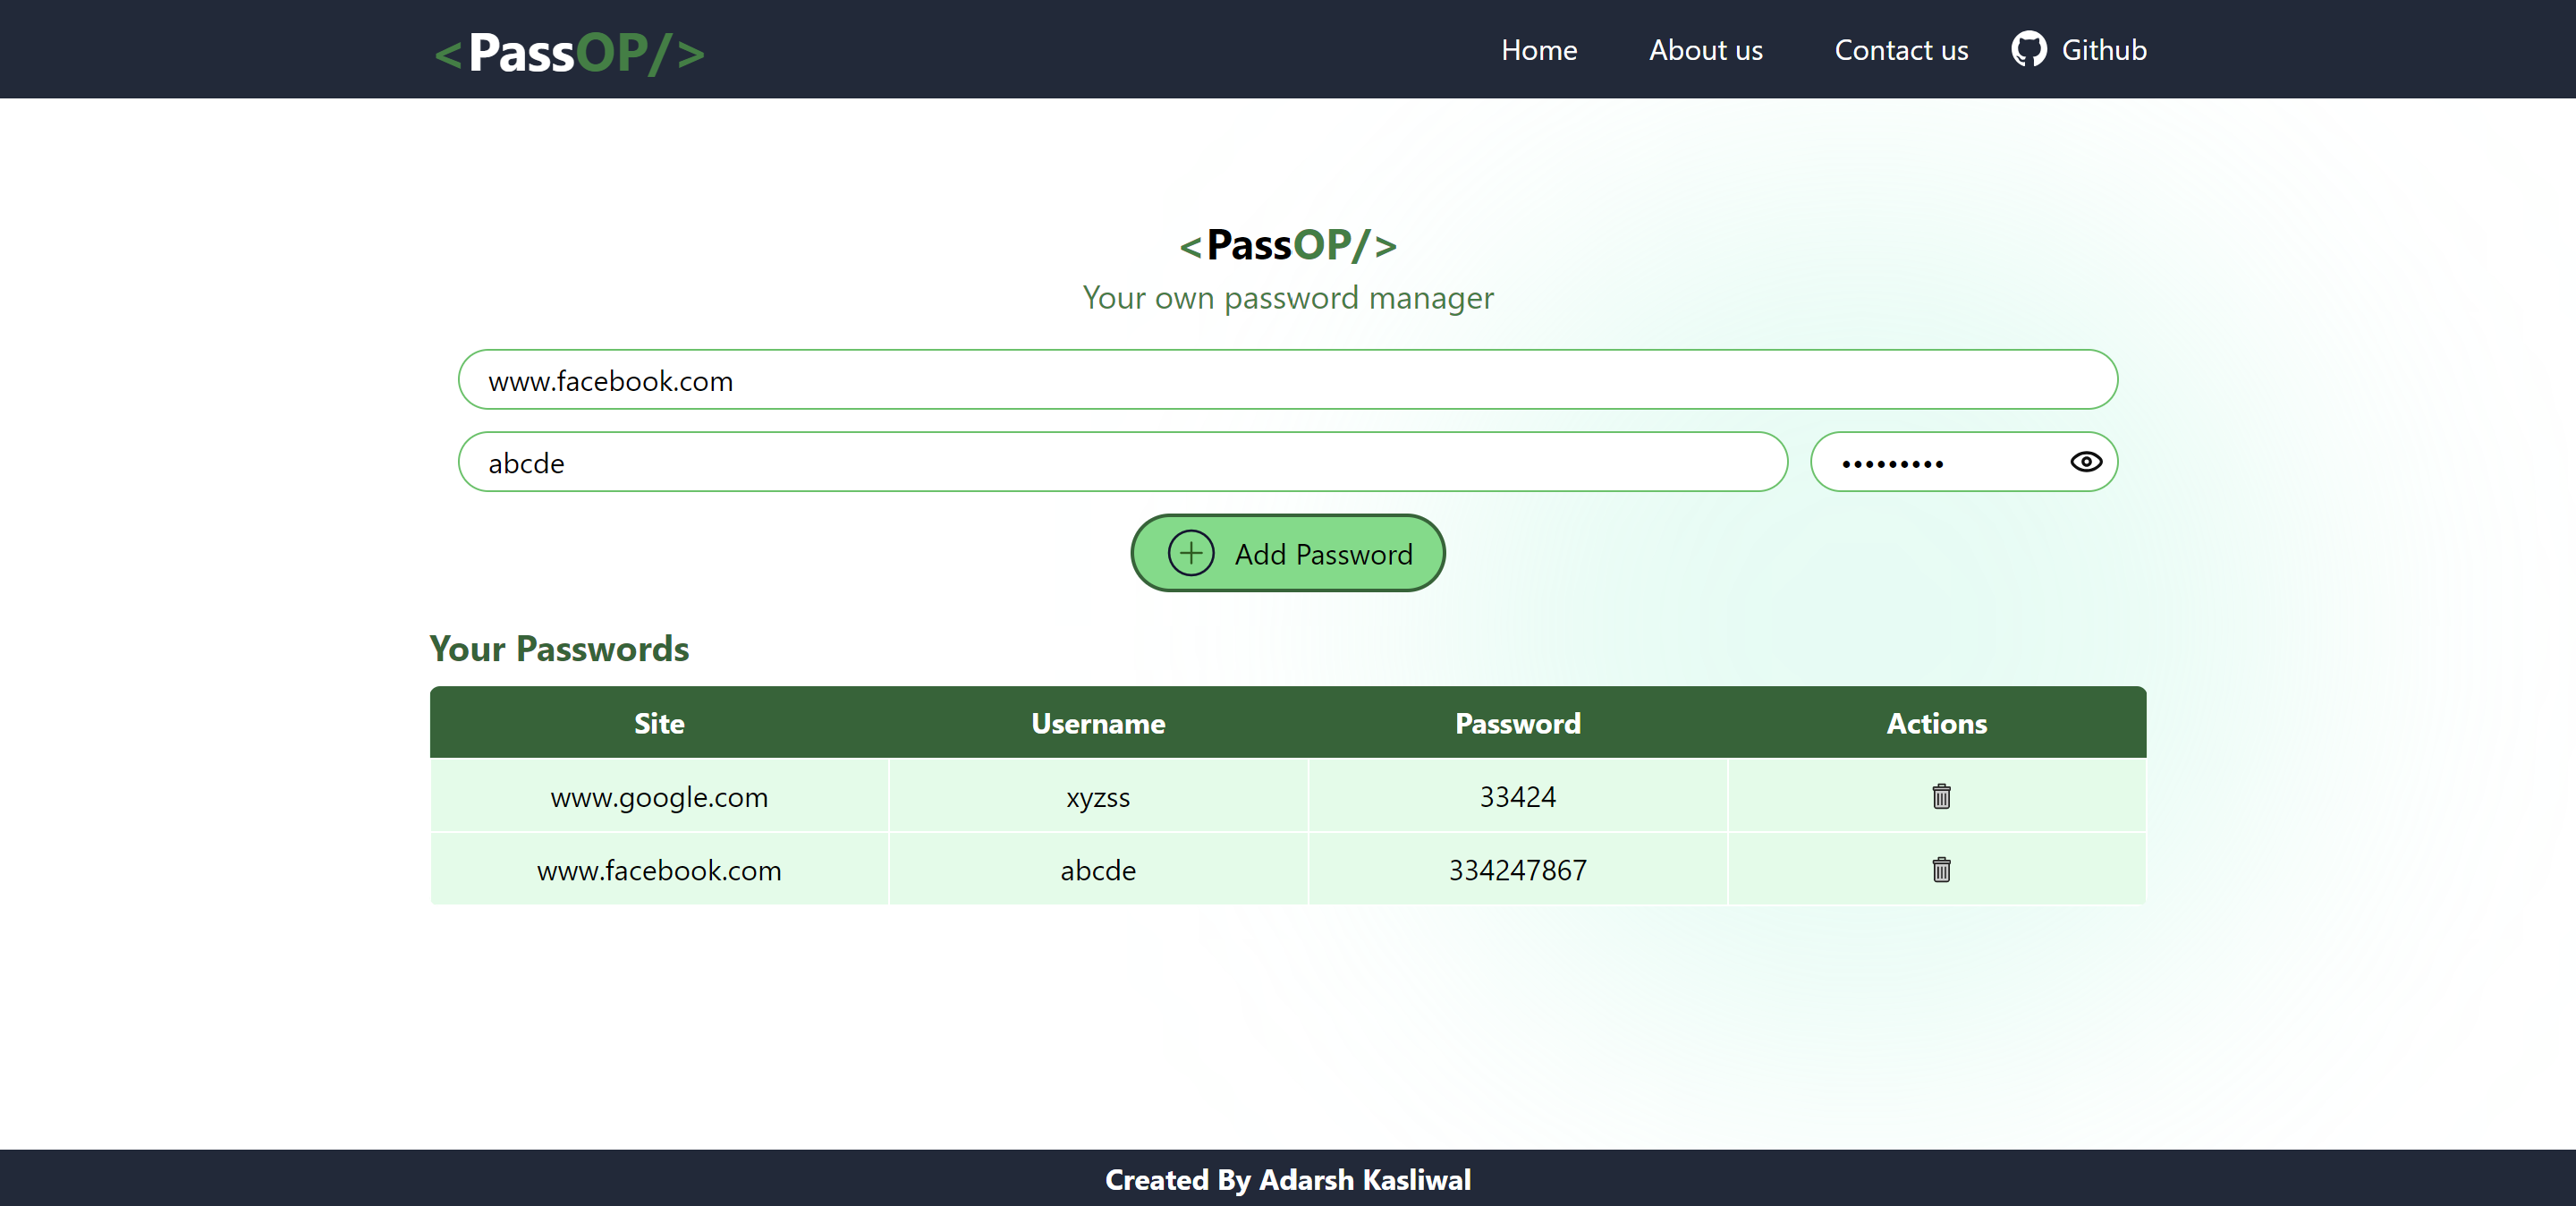 <PassOP/> Home About us Contact us Github
<PassOP/>
Your own password manager
www.facebook.com
abcde •••••••••
Add Password
Your Passwords
Site Username Password Actions
www.google.com xyzss 33424
www.facebook.com abcde 334247867
Created By Adarsh Kasliwal